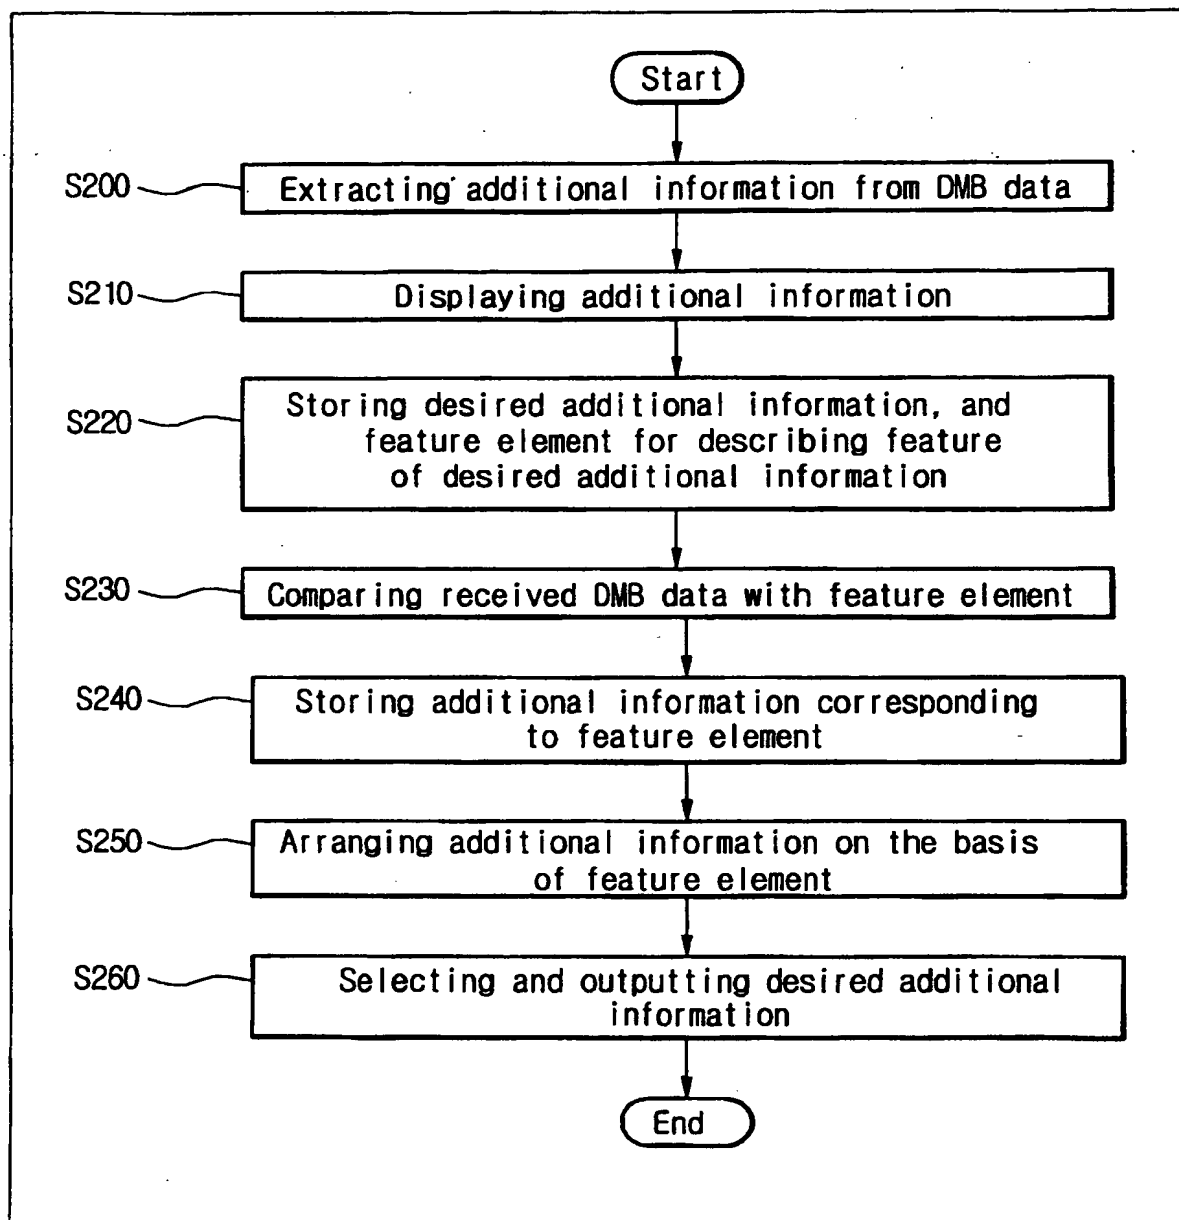 Start
S200
Extracting additional information from DMB data
S210
Displaying additional information
S220
Storing desired additional information, and
feature element for describing feature
of desired additional information
S230
Comparing received DMB data with feature element
S240
Storing additional information corresponding
to feature element
S250
Arranging additional information on the basis
of feature element
S260
Selecting and outputting desired additional
information
End